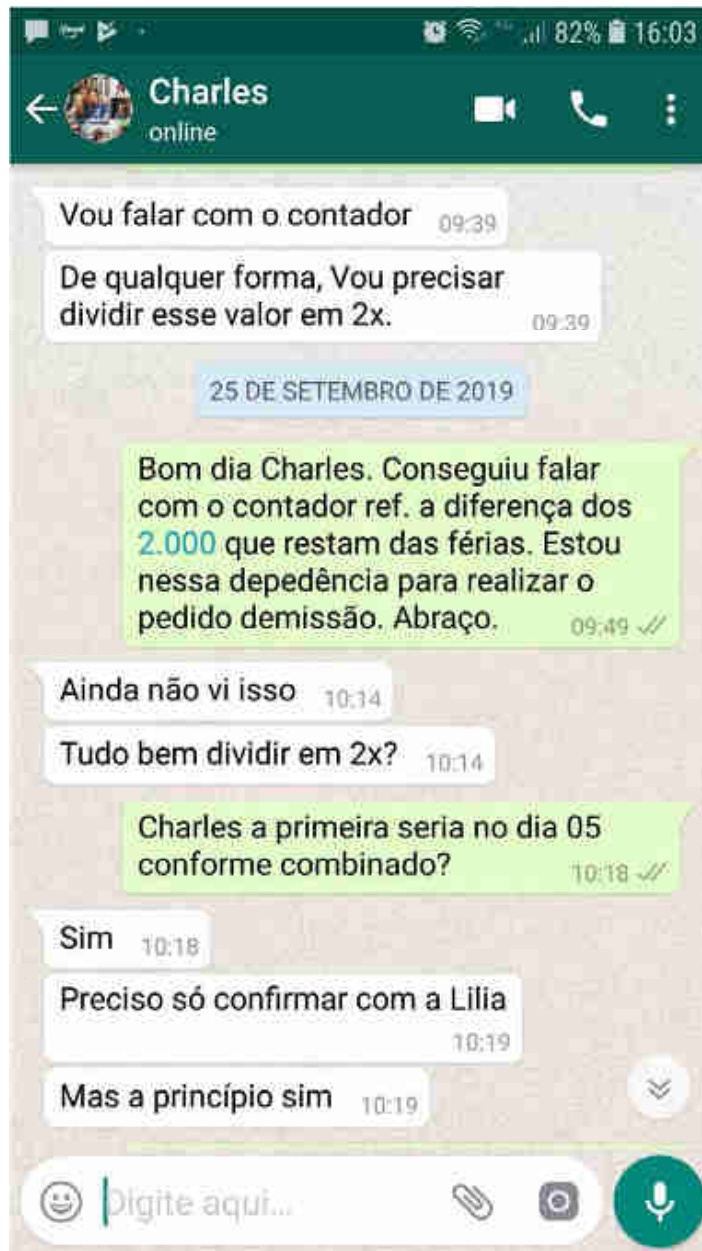 82% 16:03
Charles
online
Vou falar com o contador 09:39
De qualquer forma, Vou precisar
dividir esse valor em 2x. 09:39
25 DE SETEMBRO DE 2019
Bom dia Charles. Conseguiu falar
com o contador ref. a diferença dos
2.000 que restam das férias. Estou
nessa depedência para realizar o
pedido demissão. Abraço. 09:49
Ainda não vi isso 10:14
Tudo bem dividir em 2x? 10:14
Charles a primeira seria no dia 05
conforme combinado? 10:18
Sim 10:18
Preciso só confirmar com a Lilia
10:19
Mas a princípio sim 10:19
Digite aqui...